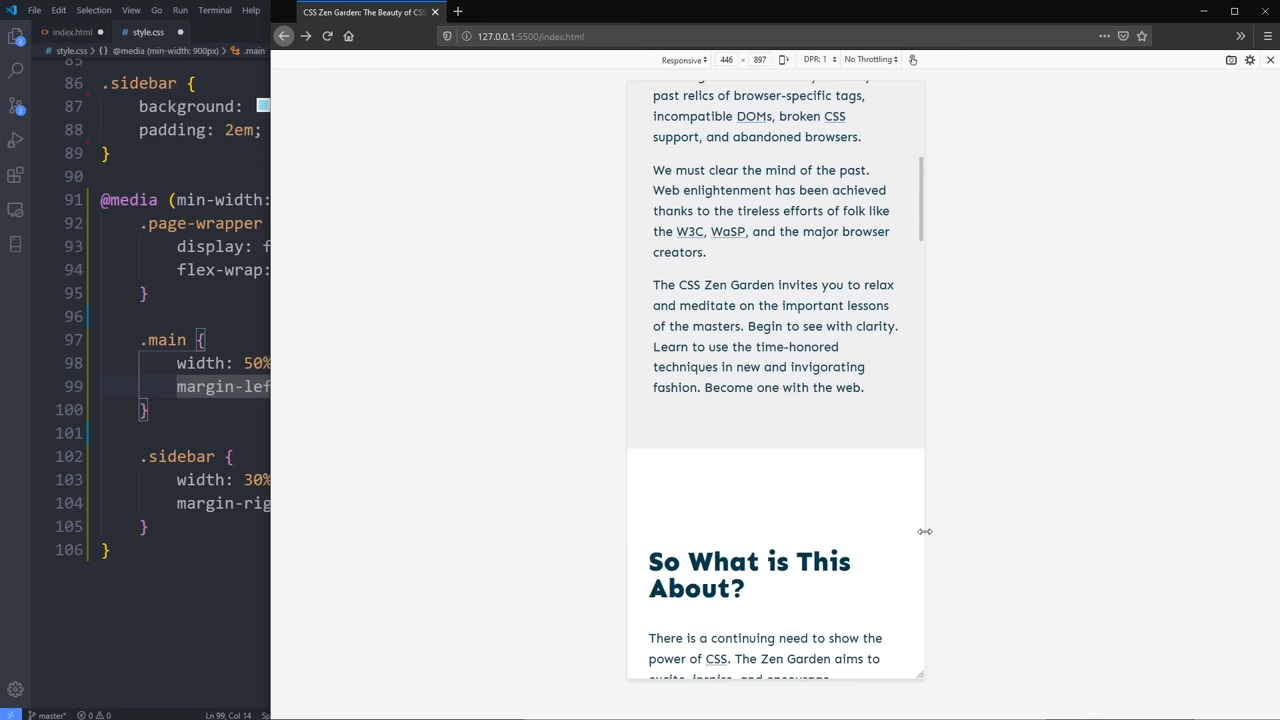 File Edit Selection View Go Run Terminal Help
CSS Zen Garden: The Beauty of CSS
index.html
style.css
127.0.0.1:5500/index.html
style.css > {} @media (min-width: 900px) > .main
Responsive 446 × 897 DPR: 1 No Throttling
85
86 .sidebar {
87 background:
88 padding: 2em;
89 }
90
91 @media (min-width:
92 .page-wrapper
93 display: f
94 flex-wrap:
95 }
96
97 .main {
98 width: 50%
99 margin-lef
100 }
101
102 .sidebar {
103 width: 30%
104 margin-rig
105 }
106 }
past relics of browser-specific tags,
incompatible DOMs, broken CSS
support, and abandoned browsers.
We must clear the mind of the past.
Web enlightenment has been achieved
thanks to the tireless efforts of folk like
the W3C, WaSP, and the major browser
creators.
The CSS Zen Garden invites you to relax
and meditate on the important lessons
of the masters. Begin to see with clarity.
Learn to use the time-honored
techniques in new and invigorating
fashion. Become one with the web.
So What is This
About?
There is a continuing need to show the
power of CSS. The Zen Garden aims to
excite, inspire, and encourage
master* 0 0 Ln 99, Col 14 Sp